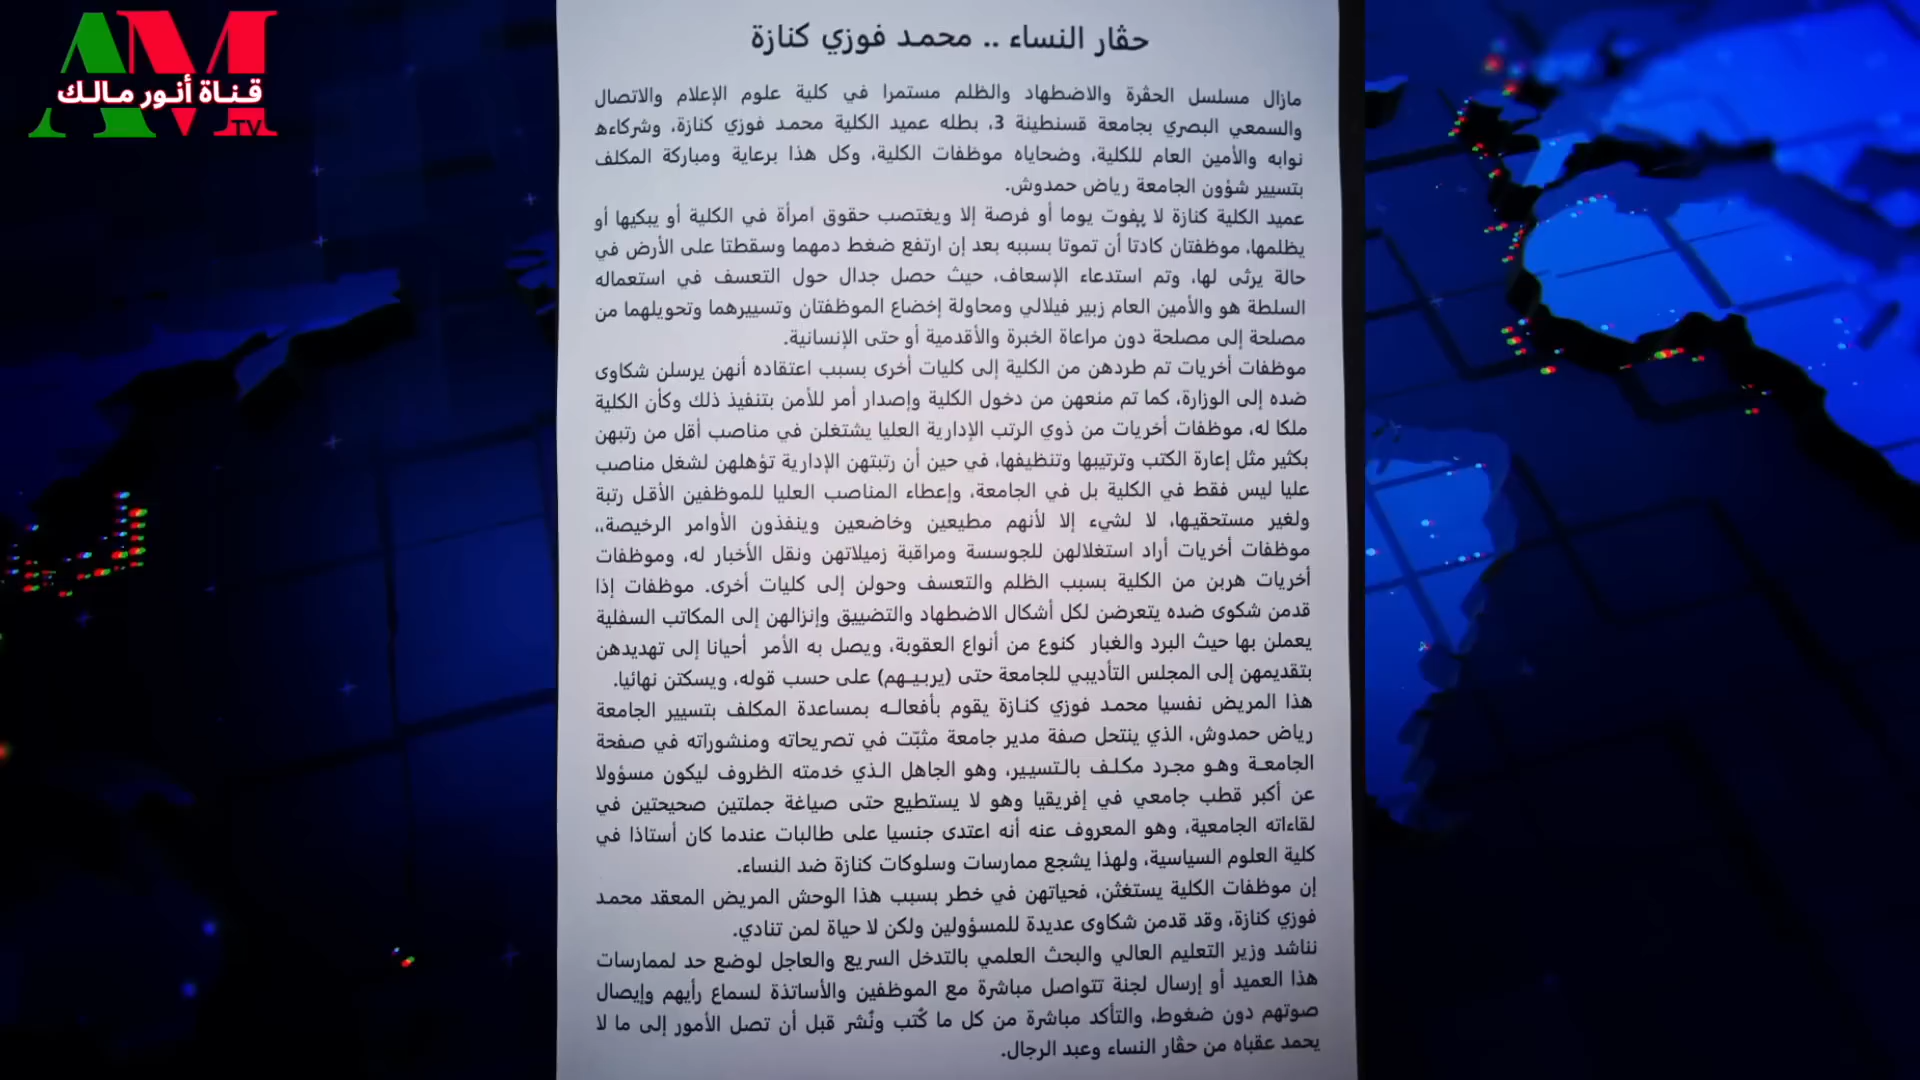 AM
قناة أنور مالك
TV
حڤار النساء .. محمد فوزي كنازة
مازال مسلسل الحڤرة والاضطهاد والظلم مستمرا في كلية علوم الإعلام والاتصال
والسمعي البصري بجامعة قسنطينة 3، بطله عميد الكلية محمد فوزي كنازة، وشركاءه
نوابه والأمين العام للكلية، وضحاياه موظفات الكلية، وكل هذا برعاية ومباركة المكلف
بتسيير شؤون الجامعة رياض حمدوش.
عميد الكلية كنازة لا يفوت يوما أو فرصة إلا ويغتصب حقوق امرأة في الكلية أو يبكيها أو
يظلمها، موظفتان كادتا أن تموتا بسببه بعد إن ارتفع ضغط دمهما وسقطتا على الأرض في
حالة يرثى لها، وتم استدعاء الإسعاف، حيث حصل جدال حول التعسف في استعماله
السلطة هو والأمين العام زبير فيلالي ومحاولة إخضاع الموظفتان وتسييرهما وتحويلهما من
مصلحة إلى مصلحة دون مراعاة الخبرة والأقدمية أو حتى الإنسانية.
موظفات أخريات تم طردهن من الكلية إلى كليات أخرى بسبب اعتقاده أنهن يرسلن شكاوى
ضده إلى الوزارة، كما تم منعهن من دخول الكلية وإصدار أمر للأمن بتنفيذ ذلك وكأن الكلية
ملكا له، موظفات أخريات من ذوي الرتب الإدارية العليا يشتغلن في مناصب أقل من رتبهن
بكثير مثل إعارة الكتب وترتيبها وتنظيفها، في حين أن رتبتهن الإدارية تؤهلهن لشغل مناصب
عليا ليس فقط في الكلية بل في الجامعة، وإعطاء المناصب العليا للموظفين الأقل رتبة
ولغير مستحقيها، لا لشيء إلا لأنهم مطيعين وخاضعين وينفذون الأوامر الرخيصة،،
موظفات أخريات أراد استغلالهن للجوسسة ومراقبة زميلاتهن ونقل الأخبار له، وموظفات
أخريات هربن من الكلية بسبب الظلم والتعسف وحولن إلى كليات أخرى. موظفات إذا
قدمن شكوى ضده يتعرضن لكل أشكال الاضطهاد والتضييق وإنزالهن إلى المكاتب السفلية
يعملن بها حيث البرد والغبار كنوع من أنواع العقوبة، ويصل به الأمر أحيانا إلى تهديدهن
بتقديمهن إلى المجلس التأديبي للجامعة حتى (يربـيـهم) على حسب قوله، ويسكتن نهائيا.
هذا المريض نفسيا محمد فوزي كنازة يقوم بأفعاله بمساعدة المكلف بتسيير الجامعة
رياض حمدوش، الذي ينتحل صفة مدير جامعة مثبّت في تصريحاته ومنشوراته في صفحة
الجامعة وهو مجرد مكلف بالتسيير، وهو الجاهل الذي خدمته الظروف ليكون مسؤولا
عن أكبر قطب جامعي في إفريقيا وهو لا يستطيع حتى صياغة جملتين صحيحتين في
لقاءاته الجامعية، وهو المعروف عنه أنه اعتدى جنسيا على طالبات عندما كان أستاذا في
كلية العلوم السياسية، ولهذا يشجع ممارسات وسلوكات كنازة ضد النساء.
إن موظفات الكلية يستغثن، فحياتهن في خطر بسبب هذا الوحش المريض المعقد محمد
فوزي كنازة، وقد قدمن شكاوى عديدة للمسؤولين ولكن لا حياة لمن تنادي.
نناشد وزير التعليم العالي والبحث العلمي بالتدخل السريع والعاجل لوضع حد لممارسات
هذا العميد أو إرسال لجنة تتواصل مباشرة مع الموظفين والأساتذة لسماع رأيهم وإيصال
صوتهم دون ضغوط، والتأكد مباشرة من كل ما كُتب ونُشر قبل أن تصل الأمور إلى ما لا
يحمد عقباه من حڤار النساء وعبد الرجال.